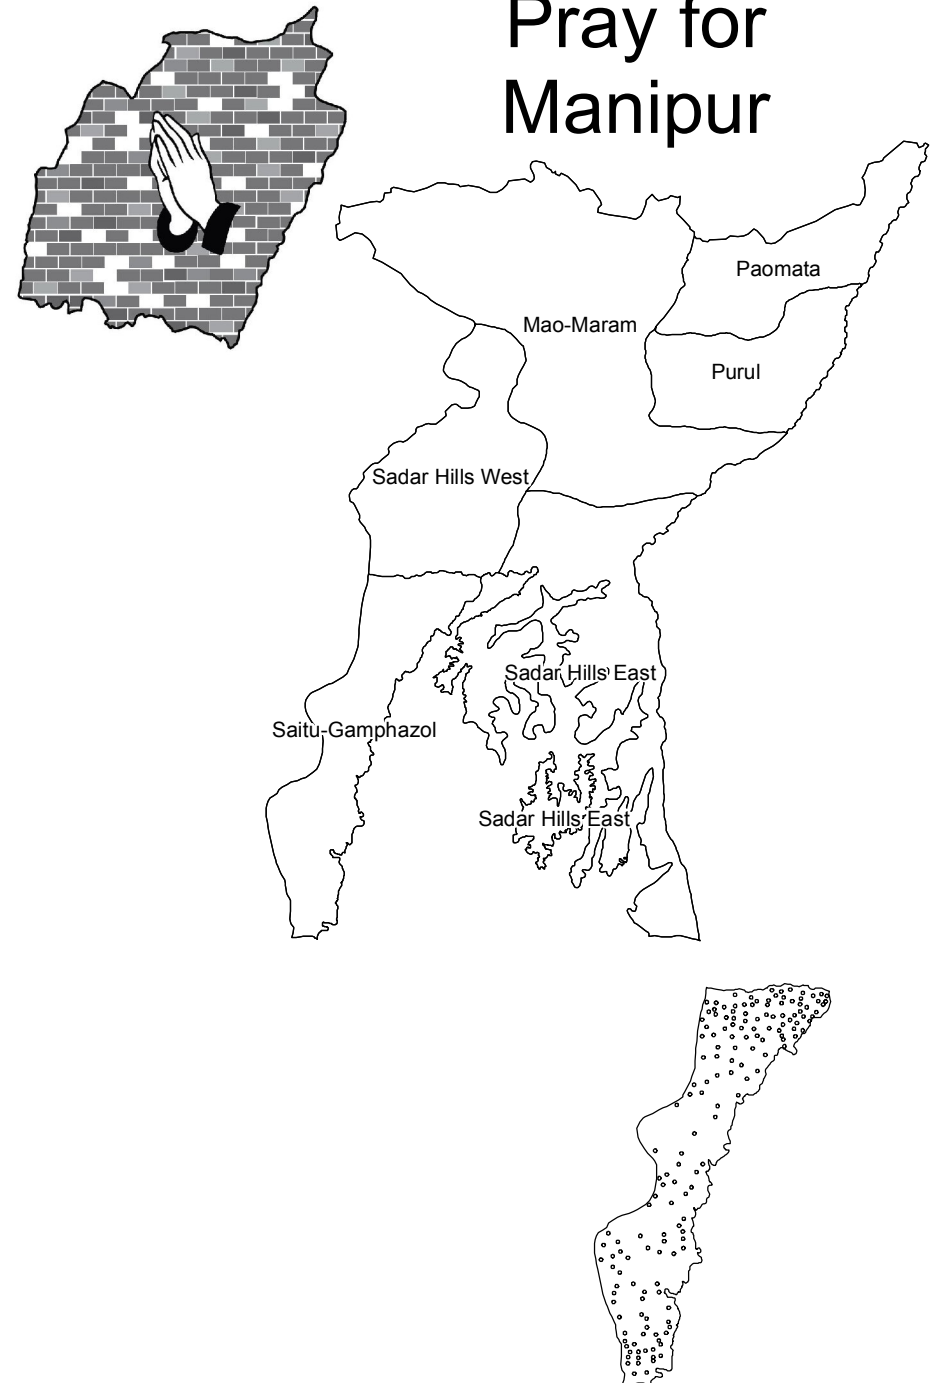 Pray for
Manipur
Paomata
Mao-Maram
Purul
Sadar Hills West
Sadar Hills East
Saitu-Gamphazol
Sadar Hills East